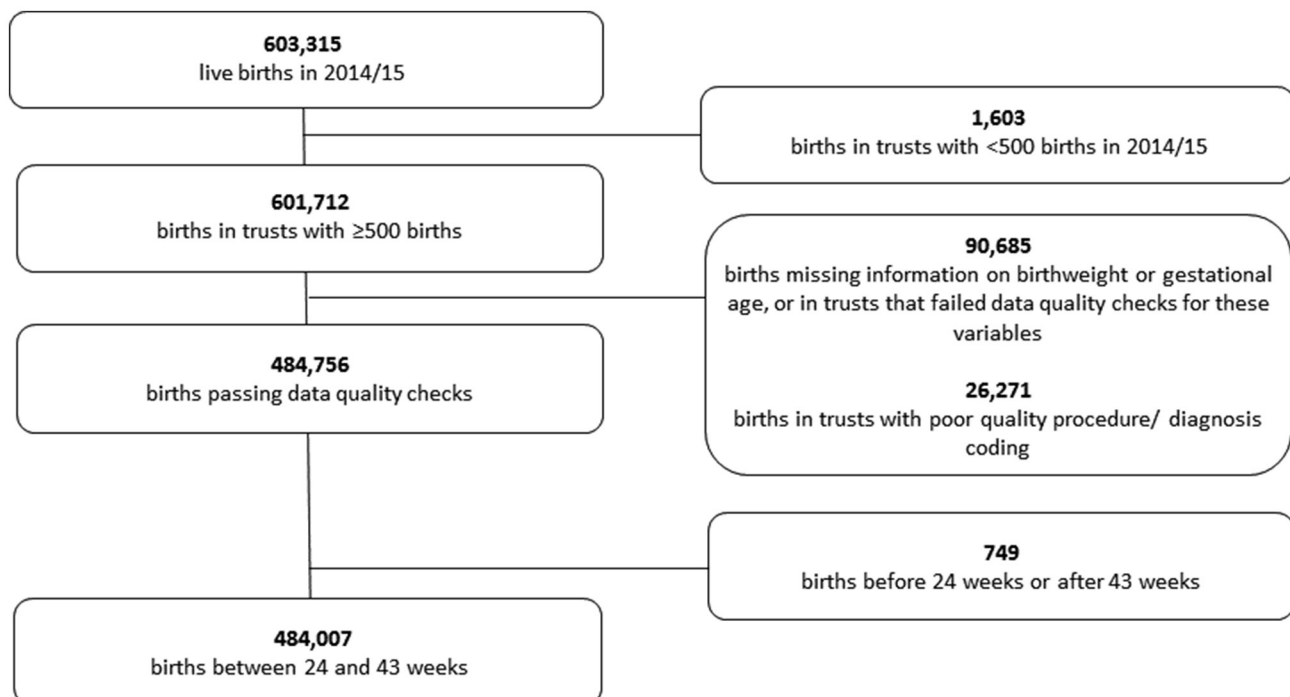 603,315
live births in 2014/15
1,603
births in trusts with <500 births in 2014/15
601,712
births in trusts with ≥500 births
90,685
births missing information on birthweight or gestational
age, or in trusts that failed data quality checks for these
variables
26,271
births in trusts with poor quality procedure/ diagnosis
coding
484,756
births passing data quality checks
749
births before 24 weeks or after 43 weeks
484,007
births between 24 and 43 weeks